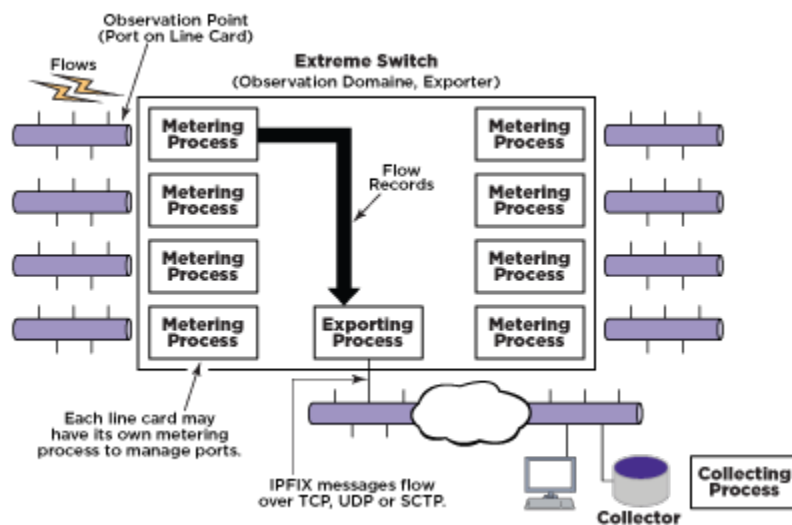 Observation Point
(Port on Line Card)
Flows
Extreme Switch
(Observation Domaine, Exporter)
Metering
Process
Metering
Process
Flow
Records
Metering
Process
Metering
Process
Metering
Process
Metering
Process
Metering
Process
Exporting
Process
Metering
Process
Each line card may
have its own metering
process to manage ports.
IPFIX messages flow
over TCP, UDP or SCTP.
Collector
Collecting
Process